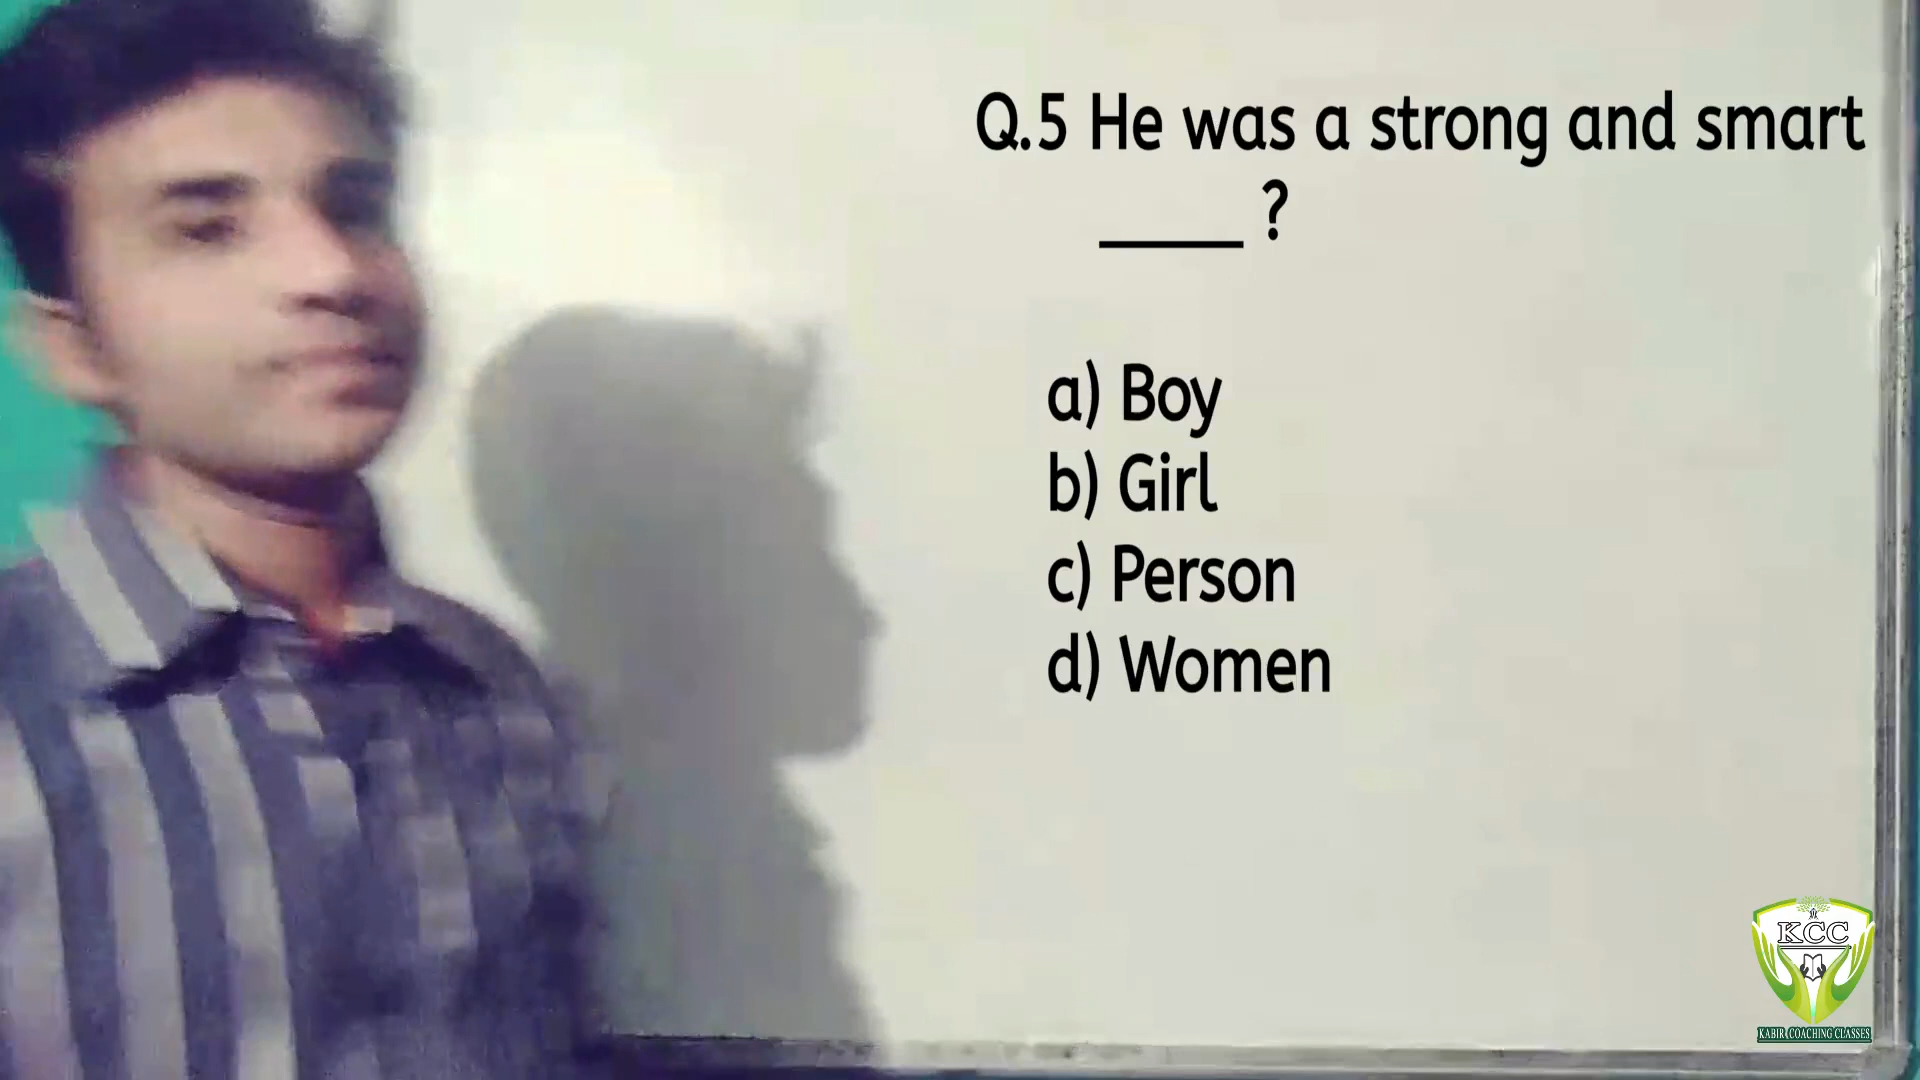 Q.5 He was a strong and smart
____ ?
a) Boy
b) Girl
c) Person
d) Women
KCC
KABIR COACHING CLASSES